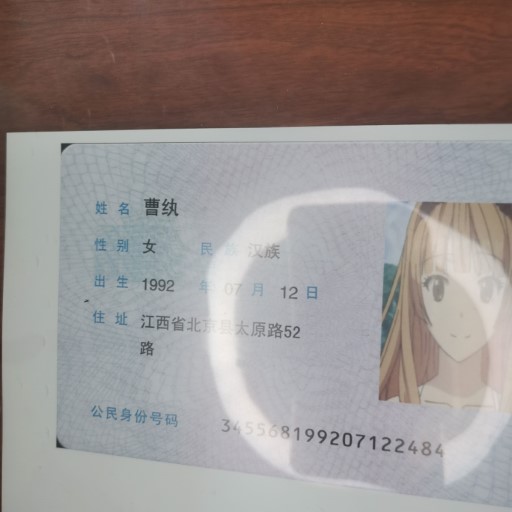 姓名 曹纨
性别 女 民族 汉族
出生 1992 年 07 月 12 日
住址 江西省北京县太原路52
路
公民身份号码 345568199207122484